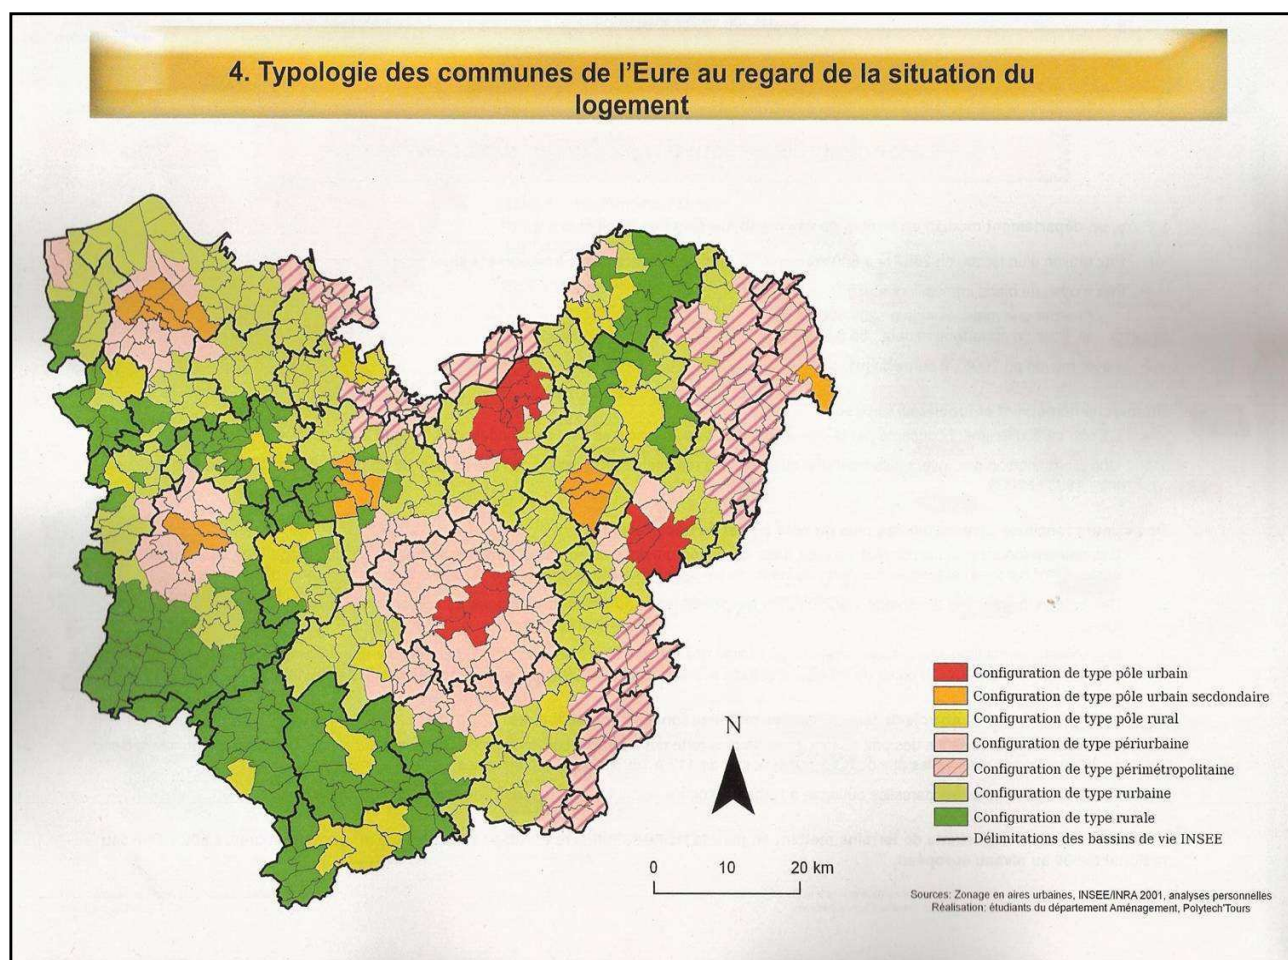 4. Typologie des communes de l'Eure au regard de la situation du
logement
N
0 10 20 km
Configuration de type pôle urbain
Configuration de type pôle urbain secdondaire
Configuration de type pôle rural
Configuration de type périurbaine
Configuration de type périmétropolitaine
Configuration de type rurbaine
Configuration de type rurale
Délimitations des bassins de vie INSEE
Sources: Zonage en aires urbaines, INSEE/INRA 2001, analyses personnelles
Réalisation: étudiants du département Aménagement, Polytech'Tours